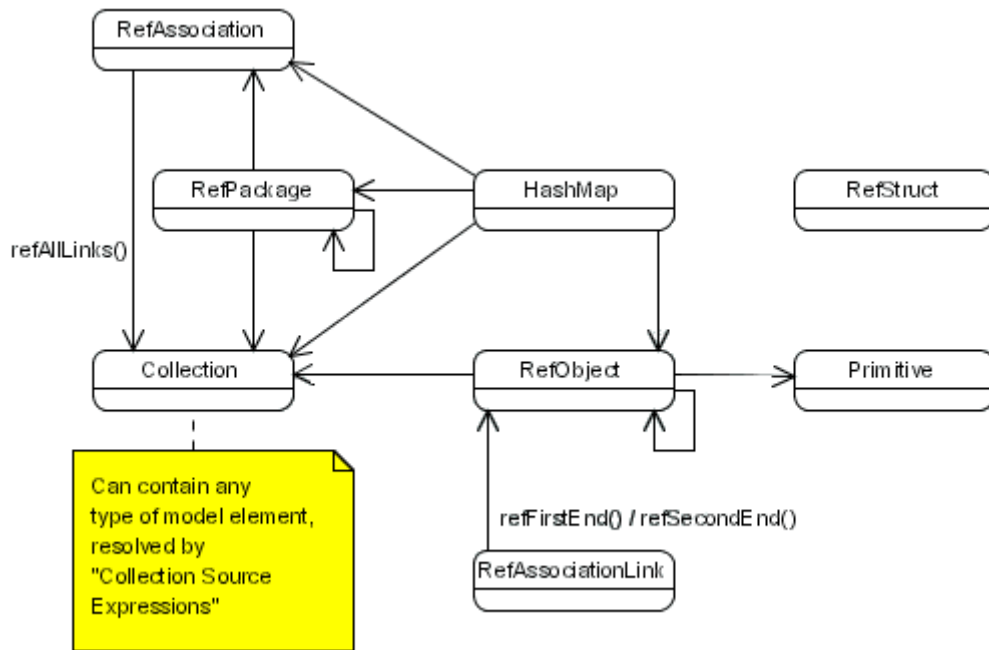 RefAssociation
RefPackage
HashMap
RefStruct
refAllLinks()
Collection
RefObject
Primitive
Can contain any
type of model element,
resolved by
"Collection Source
Expressions"
refFirstEnd() / refSecondEnd()
RefAssociationLink